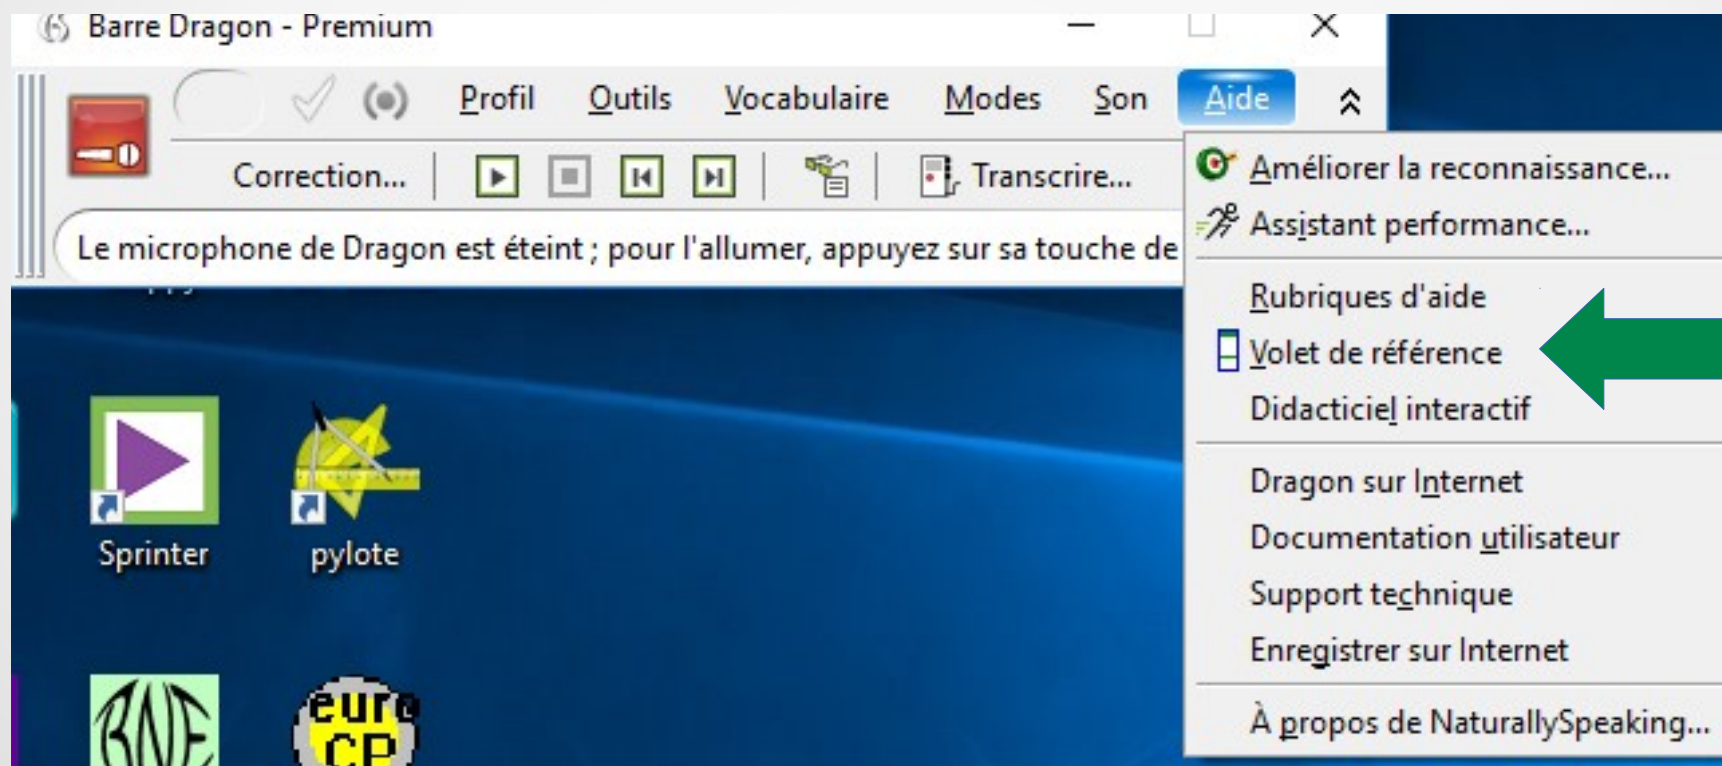 Barre Dragon - Premium
Profil Outils Vocabulaire Modes Son Aide
Correction... Transcrire...
Le microphone de Dragon est éteint ; pour l'allumer, appuyez sur sa touche de
Améliorer la reconnaissance...
Assistant performance...
Rubriques d'aide
Volet de référence
Didacticiel interactif
Dragon sur Internet
Documentation utilisateur
Support technique
Enregistrer sur Internet
À propos de NaturallySpeaking...
Sprinter pylote
BNE euro
CP